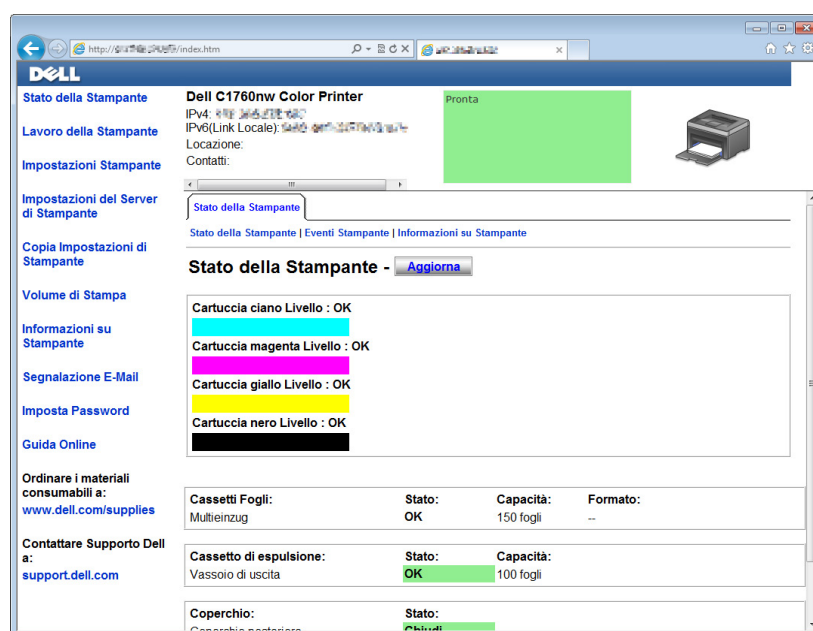 http://
/index.htm
DELL
Stato della Stampante
Lavoro della Stampante
Impostazioni Stampante
Impostazioni del Server
di Stampante
Copia Impostazioni di
Stampante
Volume di Stampa
Informazioni su
Stampante
Segnalazione E-Mail
Imposta Password
Guida Online
Ordinare i materiali
consumabili a:
www.dell.com/supplies
Contattare Supporto Dell
a:
support.dell.com
Dell C1760nw Color Printer
IPv4:
IPv6(Link Locale):
Locazione:
Contatti:
Pronta
Stato della Stampante
Stato della Stampante | Eventi Stampante | Informazioni su Stampante
Stato della Stampante - Aggiorna
Cartuccia ciano Livello : OK
Cartuccia magenta Livello : OK
Cartuccia giallo Livello : OK
Cartuccia nero Livello : OK
Cassetti Fogli: Stato: Capacità: Formato:
Multieinzug OK 150 fogli --
Cassetto di espulsione: Stato: Capacità:
Vassoio di uscita OK 100 fogli
Coperchio: Stato:
Coperchio posteriore Chiudi